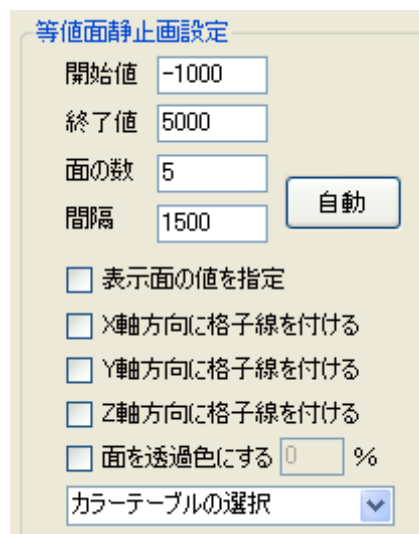 等値面静止画設定
開始値 -1000
終了値 5000
面の数 5
自動
間隔 1500
表示面の値を指定
X軸方向に格子線を付ける
Y軸方向に格子線を付ける
Z軸方向に格子線を付ける
面を透過色にする 0 %
カラーテーブルの選択